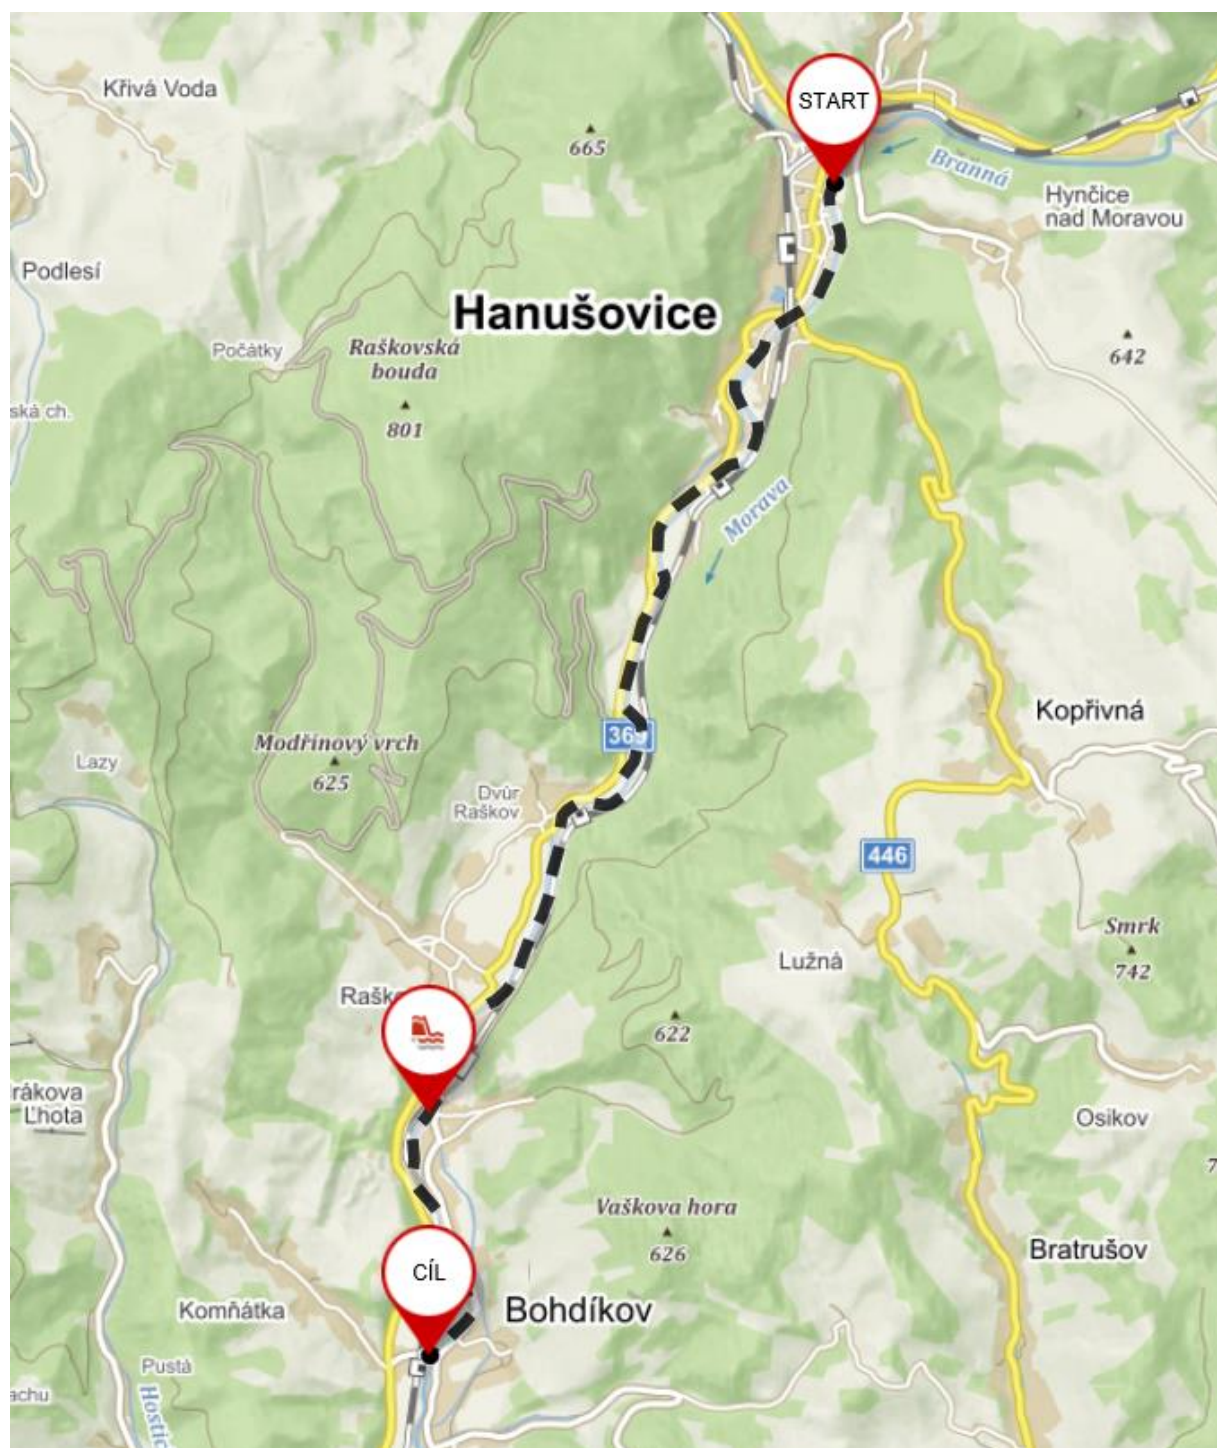 Křivá Voda
START
665
Branná
Hynčice
nad Moravou
Podlesí
Hanušovice
Počátky
Raškovská
bouda
642
ská ch.
801
Morava
Kopřivná
369
Modřínový vrch
Lazy
625
Dvůr
Raškov
446
Smrk
Lužná
742
Rašk
622
rákova
Lhota
Osikov
7
Vaškova hora
626
Bratrušov
CÍL
Komňátka
Bohdíkov
Pustá
achu
Hostic